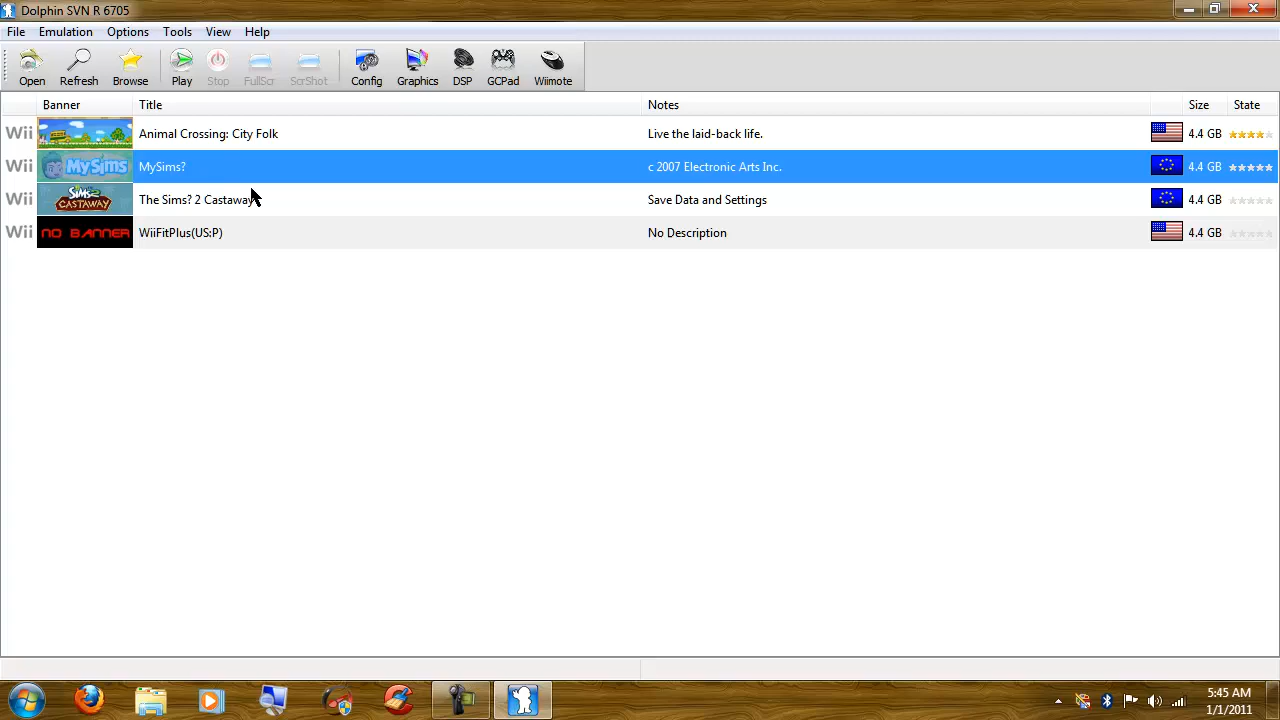 Dolphin SVN R 6705
File Emulation Options Tools View Help
Open Refresh Browse Play Stop FullScr ScrShot Config Graphics DSP GCPad Wiimote
Banner Title Notes Size State
Wii Animal Crossing: City Folk Live the laid-back life. 4.4 GB
Wii MySims MySims? c 2007 Electronic Arts Inc. 4.4 GB
Wii The Sims 2 CASTAWAY The Sims? 2 Castaway Save Data and Settings 4.4 GB
Wii NO BANNER WiiFitPlus(US:P) No Description 4.4 GB
5:45 AM
1/1/2011